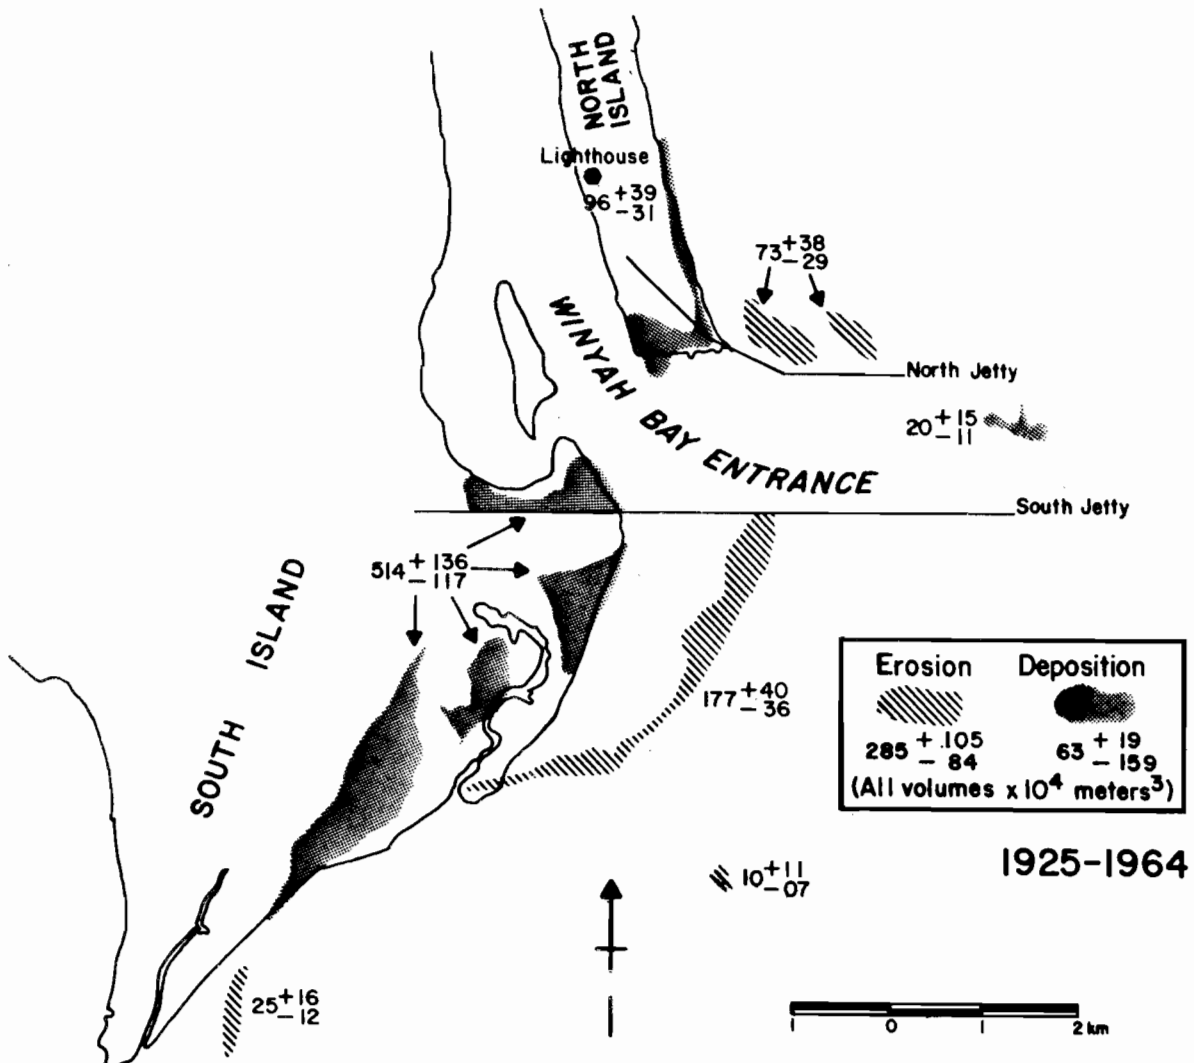 NORTH
ISLAND
Lighthouse
96 +39
-31
73 +38
-29
WINYAH BAY ENTRANCE
North Jetty
20 +15
-11
South Jetty
514 +136
-117
SOUTH ISLAND
177 +40
-36
Erosion Deposition
285 +.105
-84
63 +19
-159
(All volumes x10⁴ meters³)
1925-1964
10 +11
-07
25 +16
-12
1 0 1 2 km